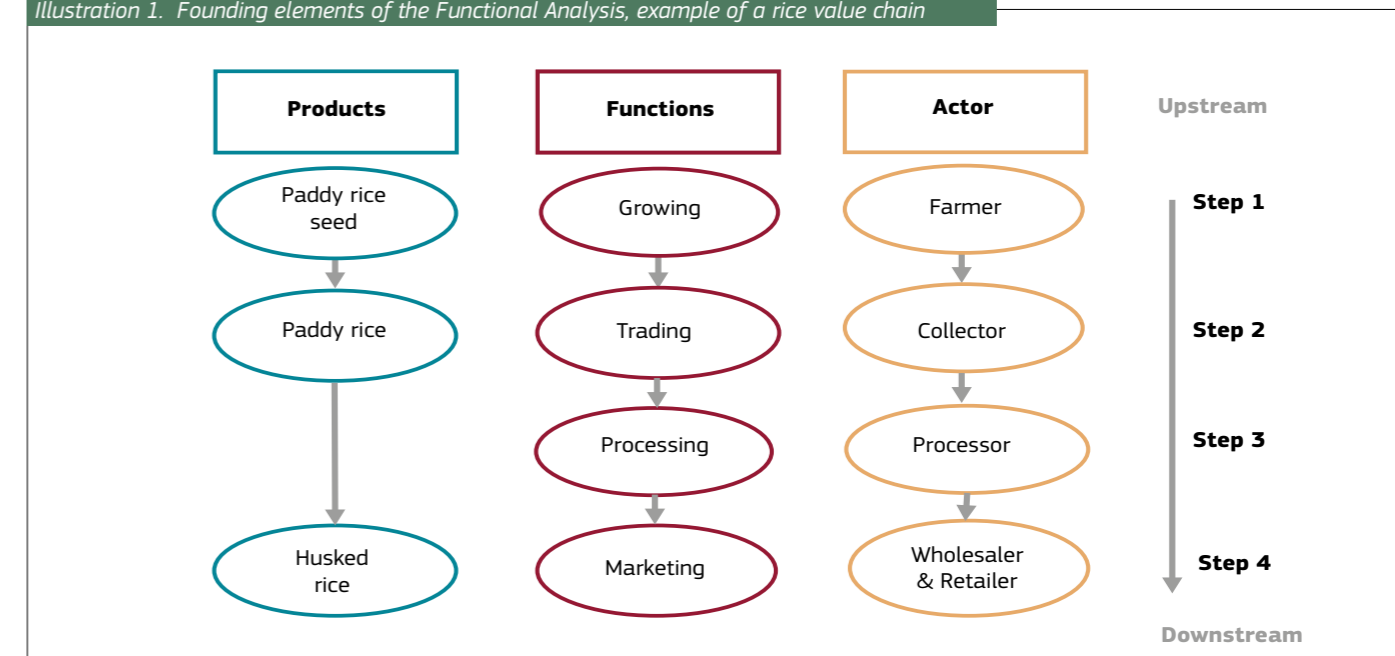 Illustration 1. Founding elements of the Functional Analysis, example of a rice value chain
Products
Functions
Actor
Upstream
Paddy rice
seed
Growing
Farmer
Step 1
Paddy rice
Trading
Collector
Step 2
Processing
Processor
Step 3
Husked
rice
Marketing
Wholesaler
& Retailer
Step 4
Downstream